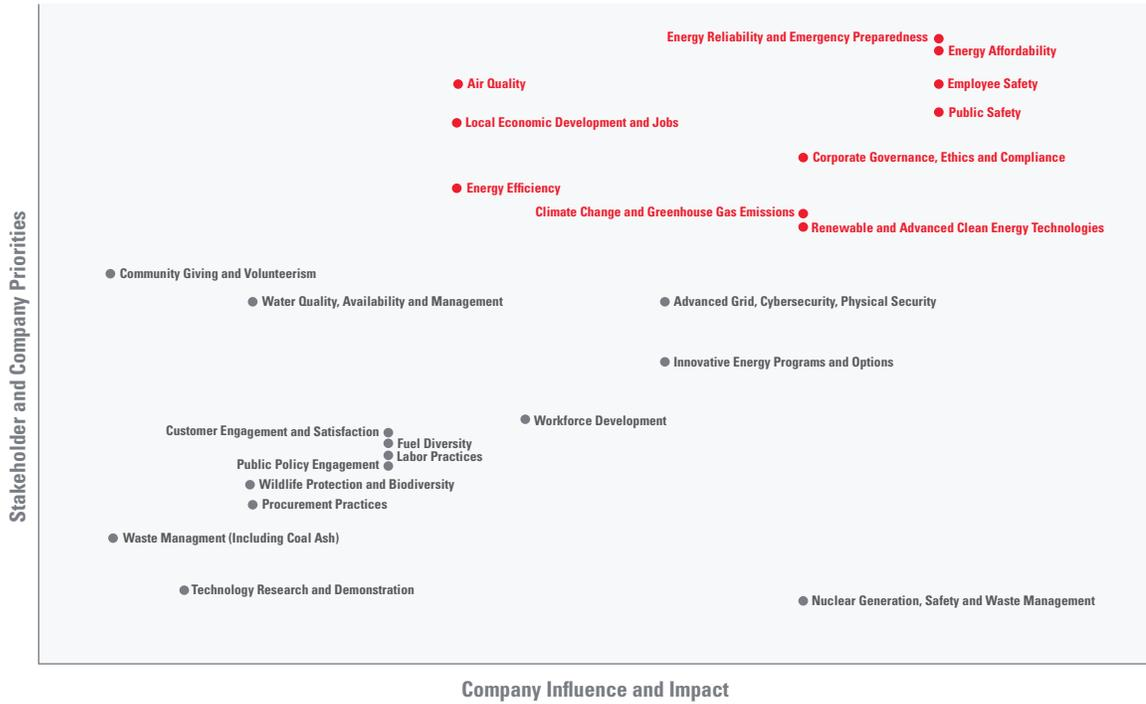 Energy Reliability and Emergency Preparedness
Energy Affordability
Air Quality
Employee Safety
Public Safety
Local Economic Development and Jobs
Corporate Governance, Ethics and Compliance
Energy Efficiency
Climate Change and Greenhouse Gas Emissions
Renewable and Advanced Clean Energy Technologies
Community Giving and Volunteerism
Water Quality, Availability and Management
Advanced Grid, Cybersecurity, Physical Security
Innovative Energy Programs and Options
Workforce Development
Customer Engagement and Satisfaction
Fuel Diversity
Labor Practices
Public Policy Engagement
Wildlife Protection and Biodiversity
Procurement Practices
Waste Managment (Including Coal Ash)
Technology Research and Demonstration
Nuclear Generation, Safety and Waste Management
Stakeholder and Company Priorities
Company Influence and Impact